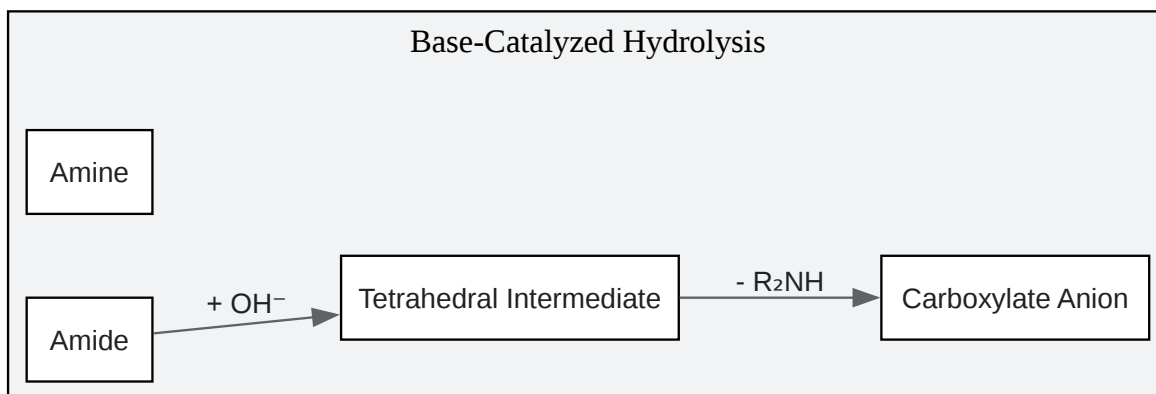 Base-Catalyzed Hydrolysis
Amine
Amide
+ OH⁻
Tetrahedral Intermediate
- R₂NH
Carboxylate Anion